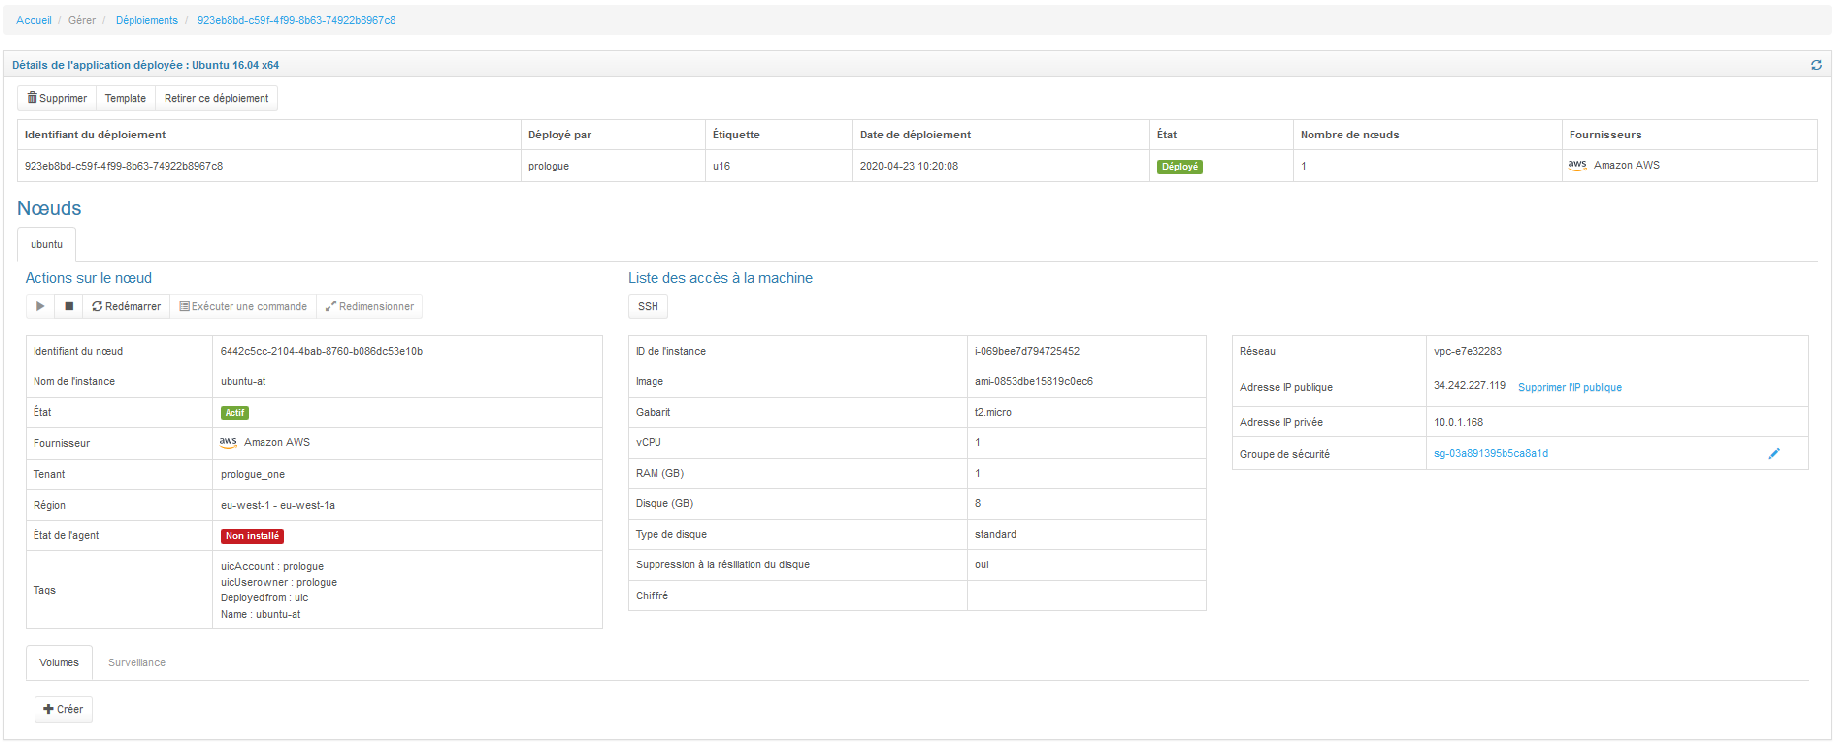 Accueil / Gérer / Déploiements / 923eb8bd-c59f-4f99-8b63-74922b8967c8
Détails de l'application déployée : Ubuntu 16.04 x64
Supprimer Template Retirer ce déploiement
Identifiant du déploiement Déployé par Étiquette Date de déploiement État Nombre de nœuds Fournisseurs
923eb8bd-c59f-4f99-8b63-74922b8967c8 prologue u16 2020-04-23 10:20:08 Déployé 1 aws Amazon AWS
Nœuds
ubuntu
Actions sur le nœud
Redémarrer Exécuter une commande Redimensionner
Identifiant du nœud 6442c5cc-2104-4bab-8760-b086dc53e10b
Nom de l'instance ubuntu-at
État Actif
Fournisseur aws Amazon AWS
Tenant prologue_one
Région eu-west-1 - eu-west-1a
État de l'agent Non installé
Tags
uicAccount : prologue
uicUserowner : prologue
Deployedfrom : uic
Name : ubuntu-at
Liste des accès à la machine
SSH
ID de l'instance i-069bee7d794725452
Image ami-0853dbe15819c0ec6
Gabarit t2.micro
vCPU 1
RAM (GB) 1
Disque (GB) 8
Type de disque standard
Suppression à la résiliation du disque oui
Chiffré
Réseau vpc-e7e32283
Adresse IP publique 34.242.227.119 Supprimer l'IP publique
Adresse IP privée 10.0.1.168
Groupe de sécurité sg-03a891395b5ca8a1d
Volumes Surveillance
Créer